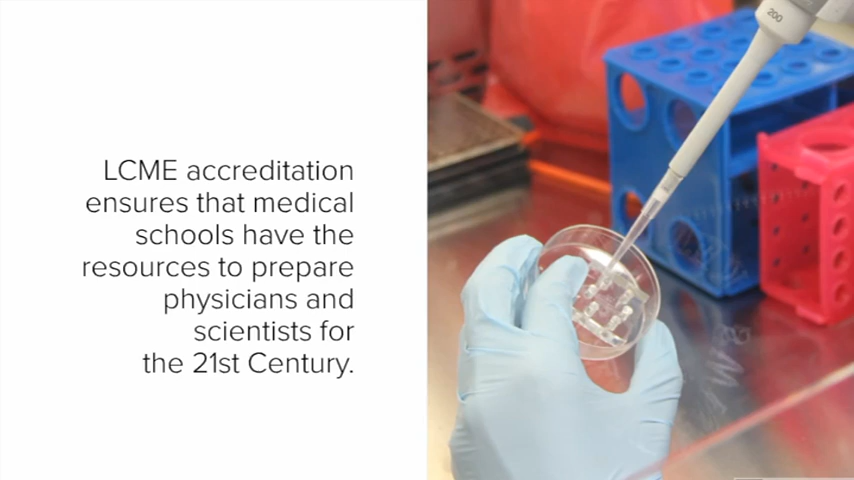 LCME accreditation
ensures that medical
schools have the
resources to prepare
physicians and
scientists for
the 21st Century.
200